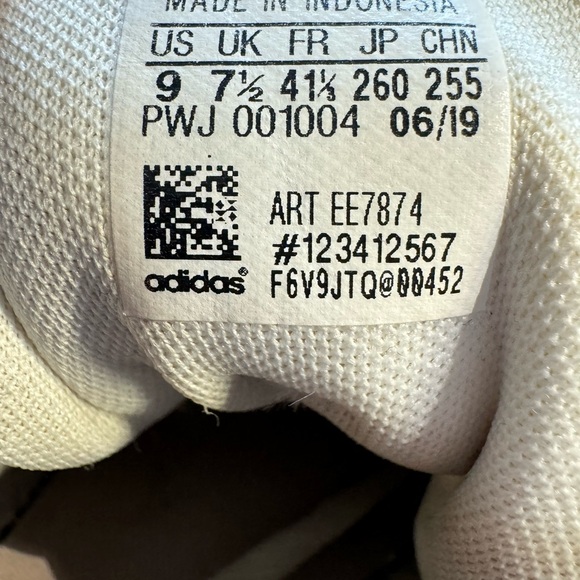 MADE IN INDONESIA
US UK FR JP CHN
9 7½ 41⅓ 260 255
PWJ 001004 06/19
ART EE7874
#123412567
adidas® F6V9JTQ@00452